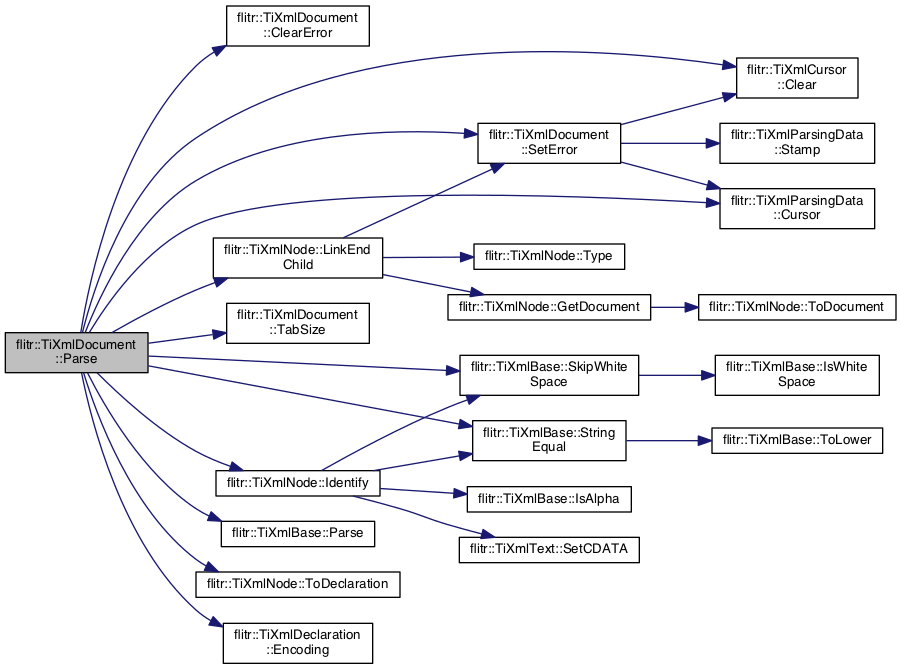 flitr::TiXmlDocument
::Parse
flitr::TiXmlDocument
::ClearError
flitr::TiXmlCursor
::Clear
flitr::TiXmlDocument
::SetError
flitr::TiXmlParsingData
::Stamp
flitr::TiXmlParsingData
::Cursor
flitr::TiXmlNode::LinkEnd
Child
flitr::TiXmlNode::Type
flitr::TiXmlNode::GetDocument
flitr::TiXmlNode::ToDocument
flitr::TiXmlDocument
::TabSize
flitr::TiXmlBase::SkipWhite
Space
flitr::TiXmlBase::IsWhite
Space
flitr::TiXmlBase::String
Equal
flitr::TiXmlBase::ToLower
flitr::TiXmlNode::Identify
flitr::TiXmlBase::IsAlpha
flitr::TiXmlText::SetCDATA
flitr::TiXmlBase::Parse
flitr::TiXmlNode::ToDeclaration
flitr::TiXmlDeclaration
::Encoding